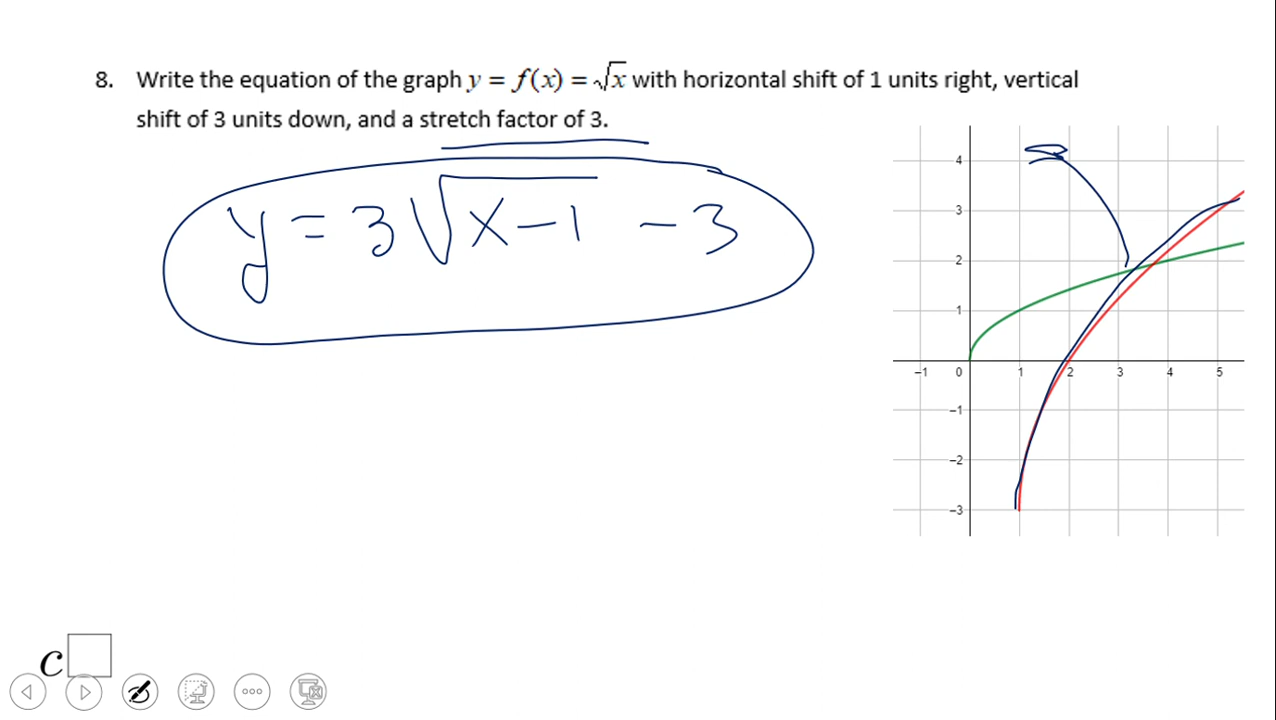 8. Write the equation of the graph y = f(x) = √x with horizontal shift of 1 units right, vertical
shift of 3 units down, and a stretch factor of 3.
y = 3√x-1 - 3
4
3
2
1
-1 0 1 2 3 4 5
-1
-2
-3
c